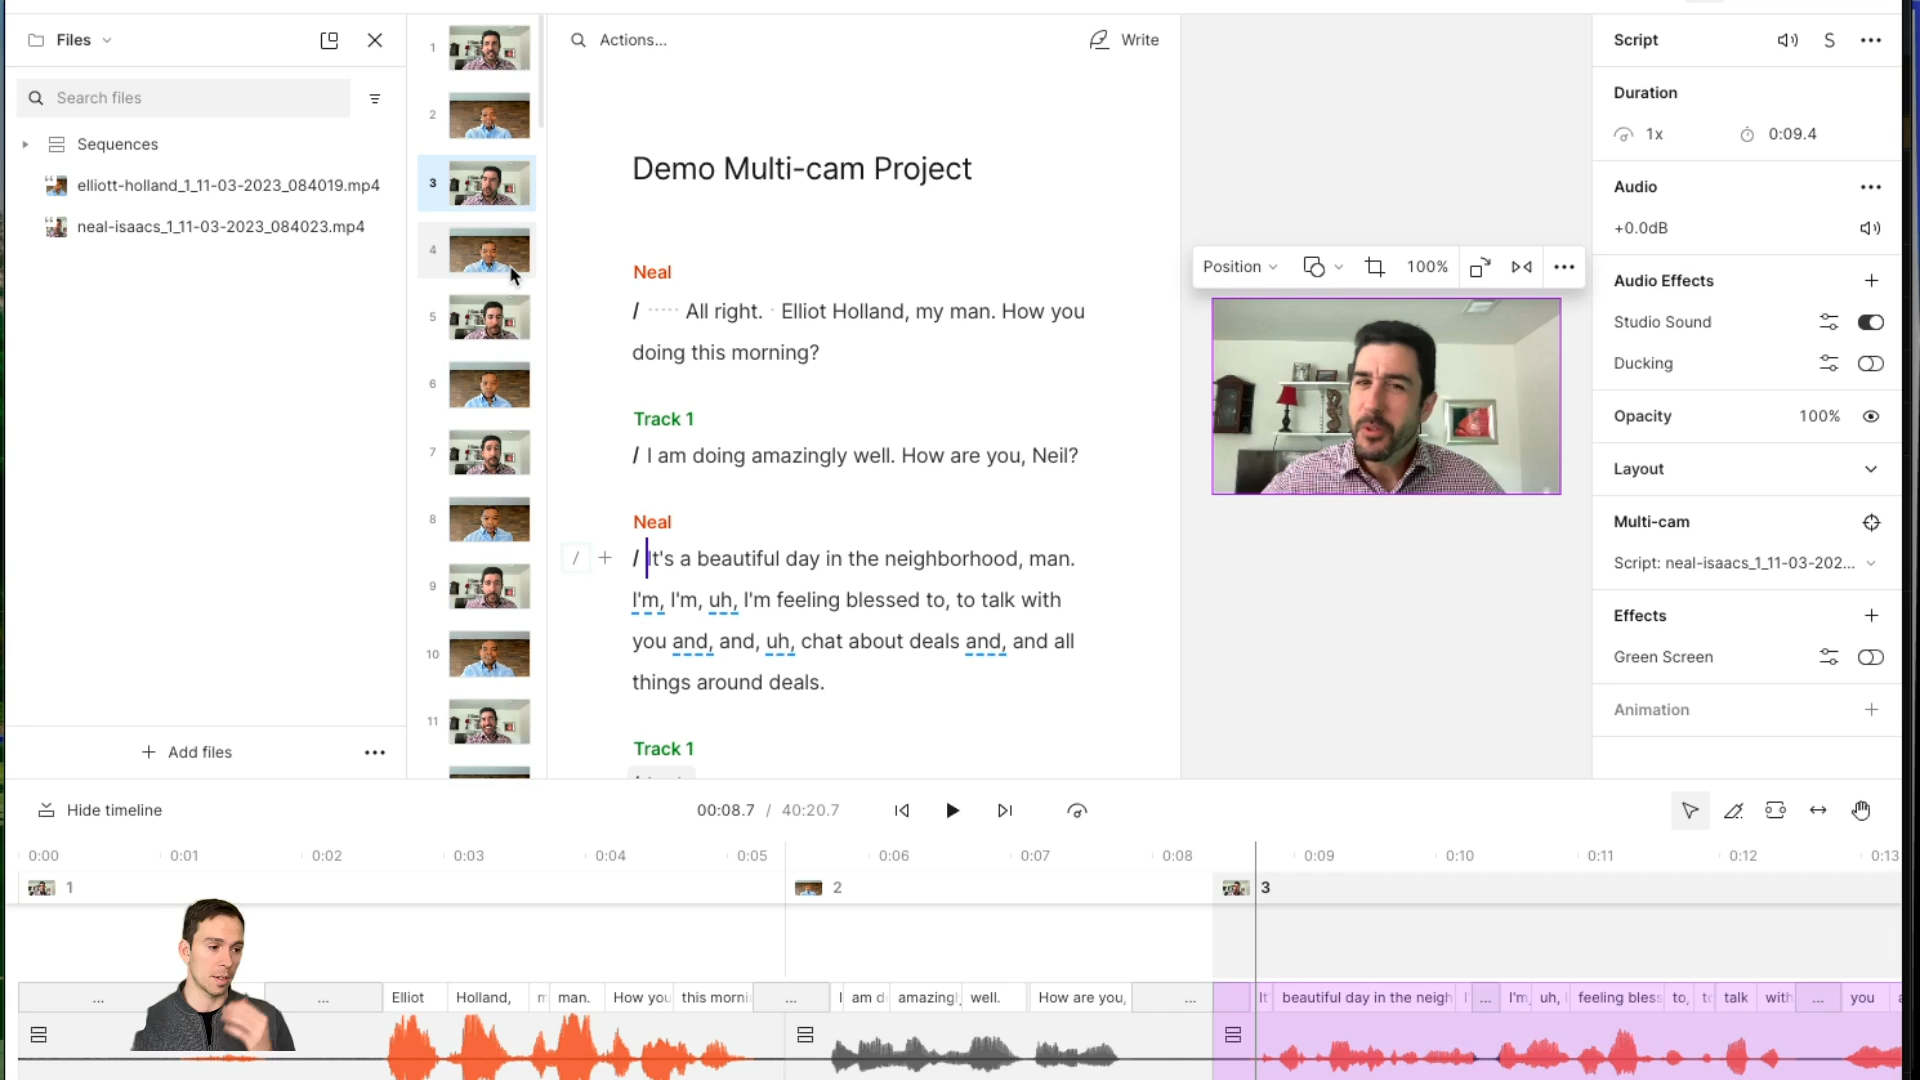 Files
Search files
Sequences
elliott-holland_1_11-03-2023_084019.mp4
neal-isaacs_1_11-03-2023_084023.mp4
Add files
1
2
3
4
5
6
7
8
9
10
11
Actions...
Write
Demo Multi-cam Project
Neal
/ ····· All right. · Elliot Holland, my man. How you
doing this morning?
Track 1
/ I am doing amazingly well. How are you, Neil?
Neal
/ + / It's a beautiful day in the neighborhood, man.
I'm, I'm, uh, I'm feeling blessed to, to talk with
you and, and, uh, chat about deals and, and all
things around deals.
Track 1
Position
100%
Script
S
Duration
1x 0:09.4
Audio
+0.0dB
Audio Effects
Studio Sound
Ducking
Opacity 100%
Layout
Multi-cam
Script: neal-isaacs_1_11-03-202...
Effects
Green Screen
Animation
Hide timeline
00:08.7 / 40:20.7
0:00 0:01 0:02 0:03 0:04 0:05 0:06 0:07 0:08 0:09 0:10 0:11 0:12 0:13
1 2 3
... ... Elliot Holland, man. How you this morni ... am d amazingl well. How are you, ... beautiful day in the neigh ... I'm, uh, feeling bles to, talk with ... you